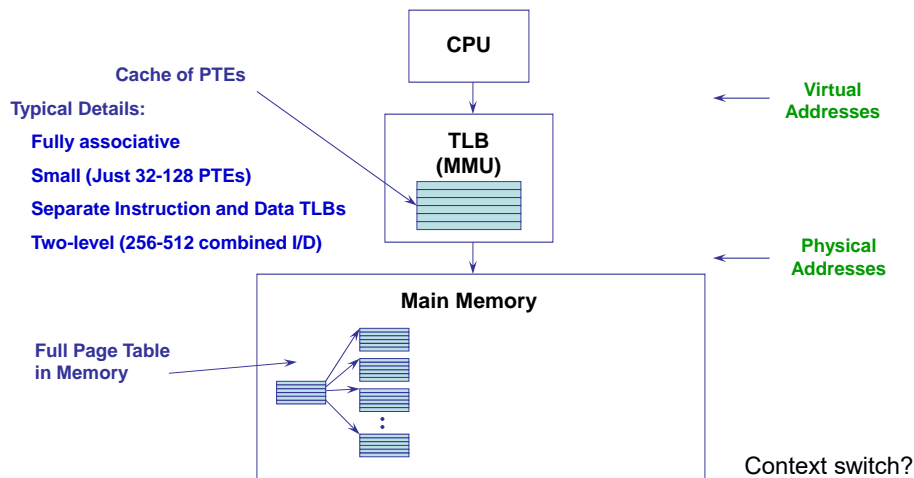 CPU
Cache of PTEs
Virtual
Addresses
Typical Details:
Fully associative
TLB
(MMU)
Small (Just 32-128 PTEs)
Separate Instruction and Data TLBs
Two-level (256-512 combined I/D)
Physical
Addresses
Main Memory
Full Page Table
in Memory
Context switch?